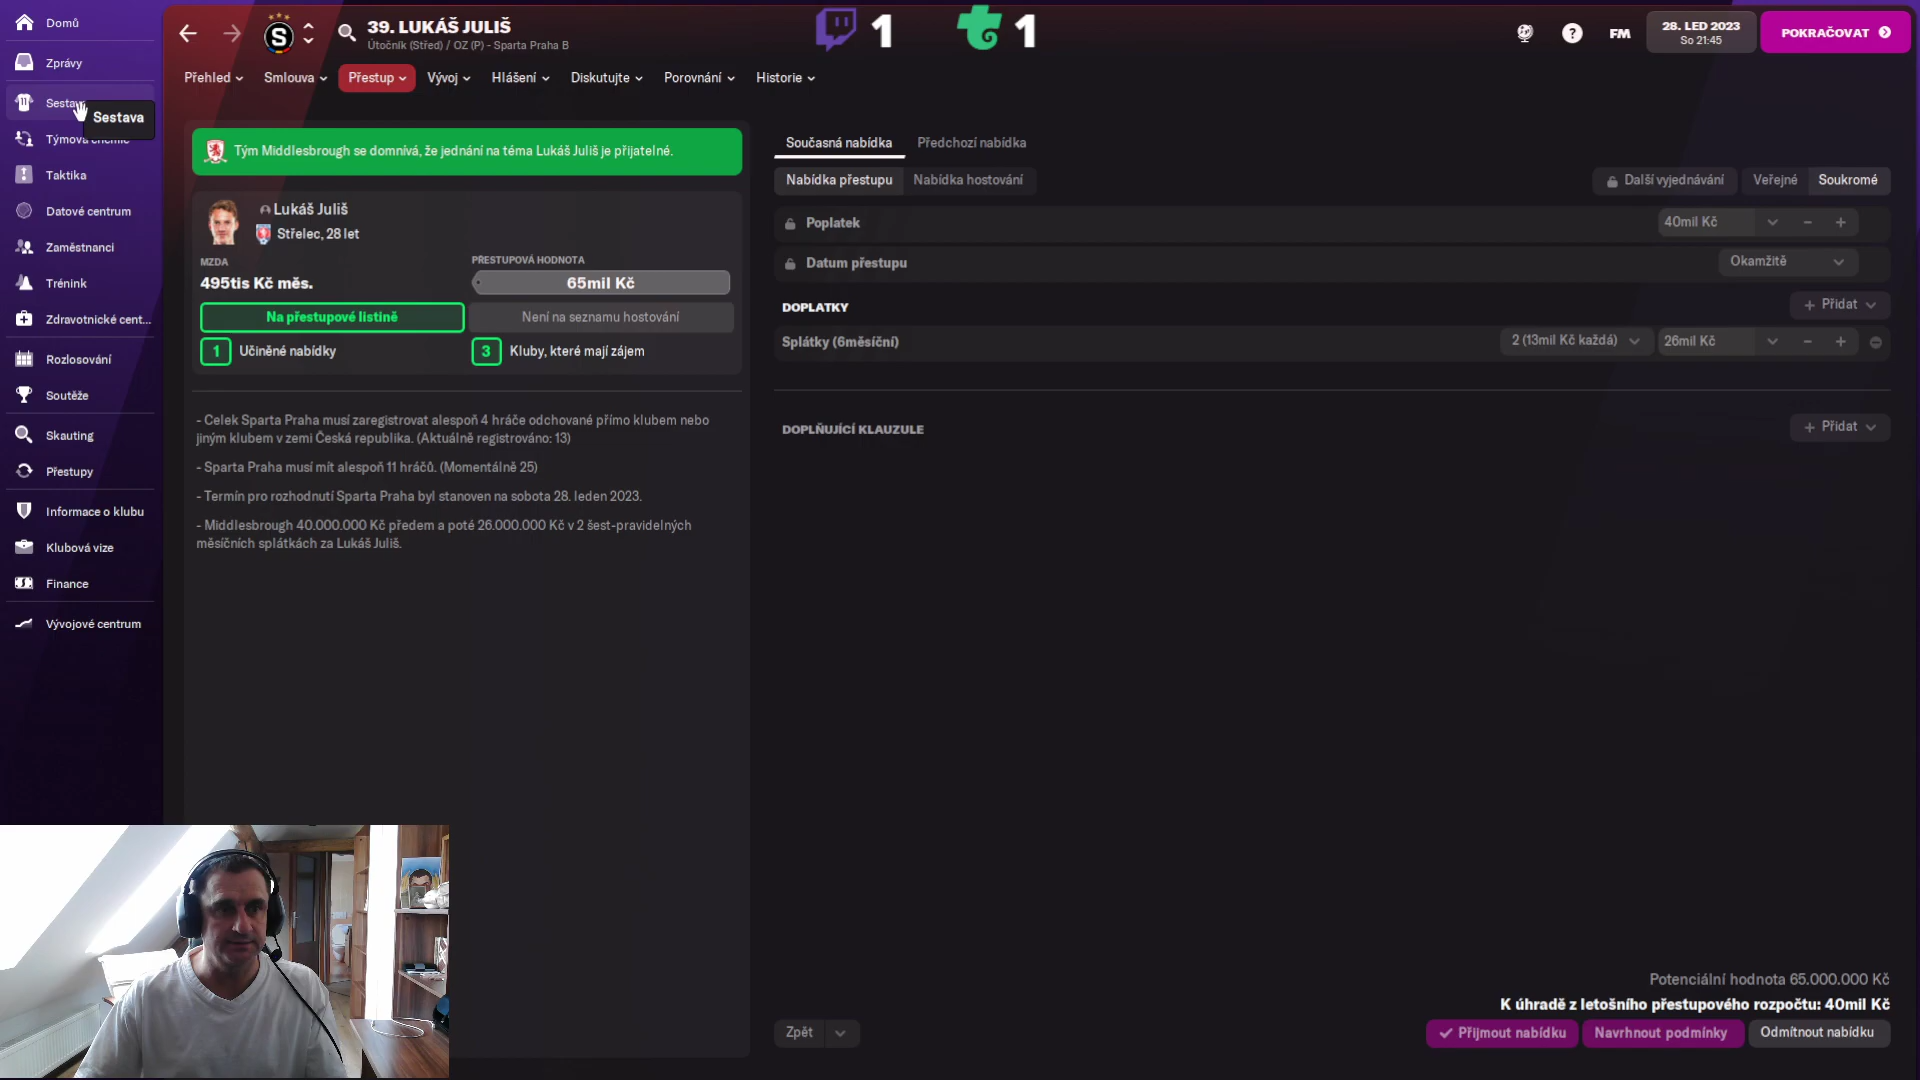 Domů
Zprávy
Sestav
Sestava
Týmová chemie
Taktika
Datové centrum
Zaměstnanci
Trénink
Zdravotnické cent...
Rozlosování
Soutěže
Skauting
Přestupy
Informace o klubu
Klubová vize
Finance
Vývojové centrum
S
39. LUKÁŠ JULIŠ
Útočník (Střed) / OZ (P) - Sparta Praha B
1
1
FM
28. LED 2023
So 21:45
POKRAČOVAT
Přehled
Smlouva
Přestup
Vývoj
Hlášení
Diskutujte
Porovnání
Historie
Tým Middlesbrough se domnívá, že jednání na téma Lukáš Juliš je přijatelné.
Lukáš Juliš
Střelec, 28 let
MZDA
495tis Kč měs.
PŘESTUPOVÁ HODNOTA
65mil Kč
Na přestupové listině
Není na seznamu hostování
1 Učiněné nabídky
3 Kluby, které mají zájem
- Celek Sparta Praha musí zaregistrovat alespoň 4 hráče odchované přímo klubem nebo
jiným klubem v zemi Česká republika. (Aktuálně registrováno: 13)
- Sparta Praha musí mít alespoň 11 hráčů. (Momentálně 25)
- Termín pro rozhodnutí Sparta Praha byl stanoven na sobota 28. leden 2023.
- Middlesbrough 40.000.000 Kč předem a poté 26.000.000 Kč v 2 šest-pravidelných
měsíčních splátkách za Lukáš Juliš.
Současná nabídka
Předchozí nabídka
Nabídka přestupu
Nabídka hostování
Další vyjednávání
Veřejné
Soukromé
Poplatek
40mil Kč
Datum přestupu
Okamžitě
DOPLATKY
Přidat
Splátky (6měsíční)
2 (13mil Kč každá)
26mil Kč
DOPLŇUJÍCÍ KLAUZULE
Přidat
Potenciální hodnota 65.000.000 Kč
K úhradě z letošního přestupového rozpočtu: 40mil Kč
Zpět
Přijmout nabídku
Navrhnout podmínky
Odmítnout nabídku